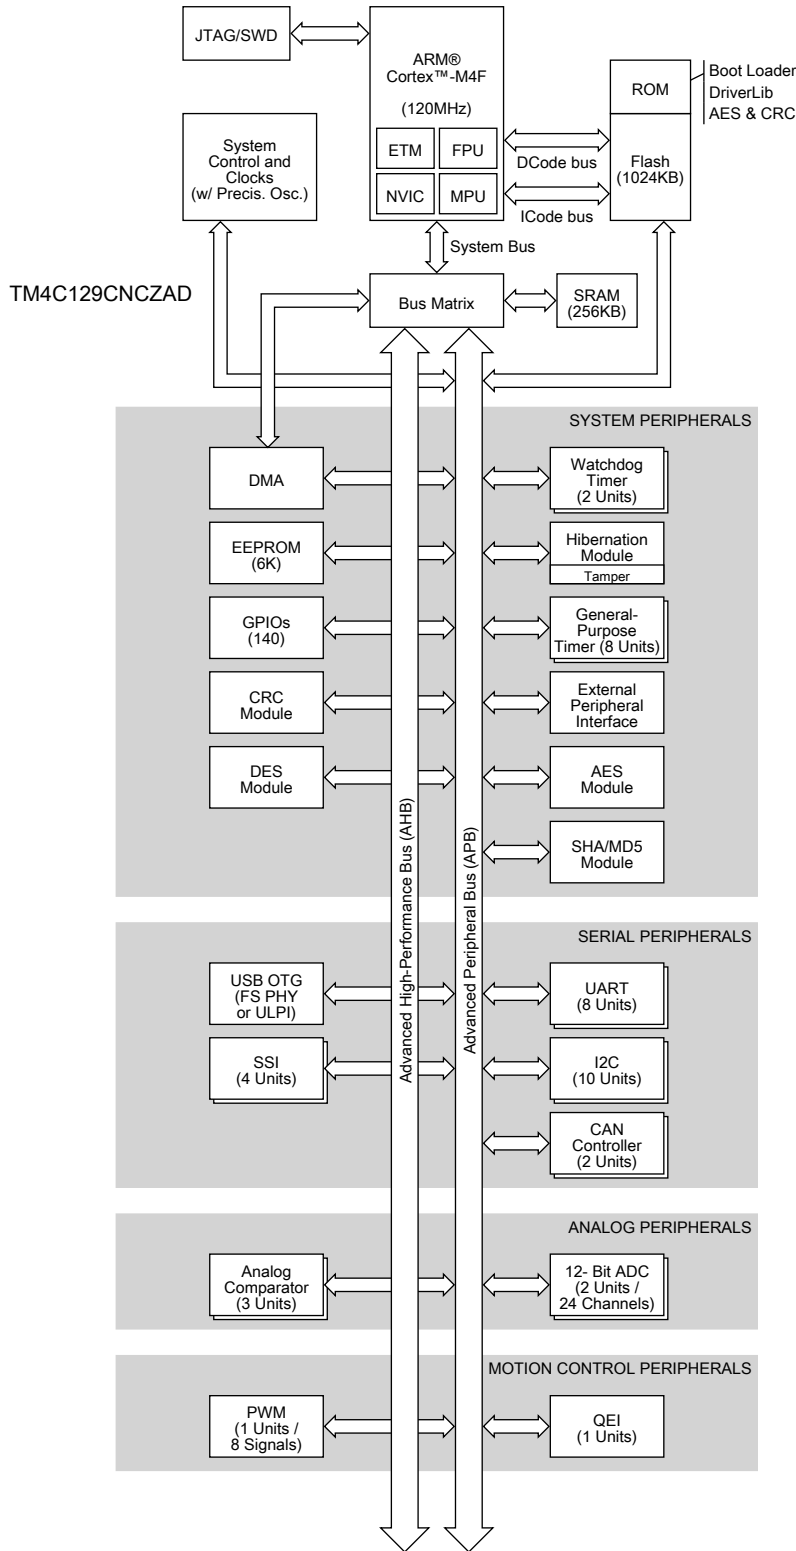 JTAG/SWD
ARM®
Cortex™-M4F
(120MHz)
ETM
FPU
NVIC
MPU
ROM
Boot Loader
DriverLib
AES & CRC
Flash
(1024KB)
DCode bus
ICode bus
System
Control and
Clocks
(w/ Precis. Osc.)
System Bus
TM4C129CNCZAD
Bus Matrix
SRAM
(256KB)
SYSTEM PERIPHERALS
DMA
Watchdog
Timer
(2 Units)
EEPROM
(6K)
Hibernation
Module
Tamper
GPIOs
(140)
General-
Purpose
Timer (8 Units)
CRC
Module
External
Peripheral
Interface
DES
Module
AES
Module
SHA/MD5
Module
Advanced High-Performance Bus (AHB)
Advanced Peripheral Bus (APB)
SERIAL PERIPHERALS
USB OTG
(FS PHY
or ULPI)
UART
(8 Units)
SSI
(4 Units)
I2C
(10 Units)
CAN
Controller
(2 Units)
ANALOG PERIPHERALS
Analog
Comparator
(3 Units)
12- Bit ADC
(2 Units /
24 Channels)
MOTION CONTROL PERIPHERALS
PWM
(1 Units /
8 Signals)
QEI
(1 Units)